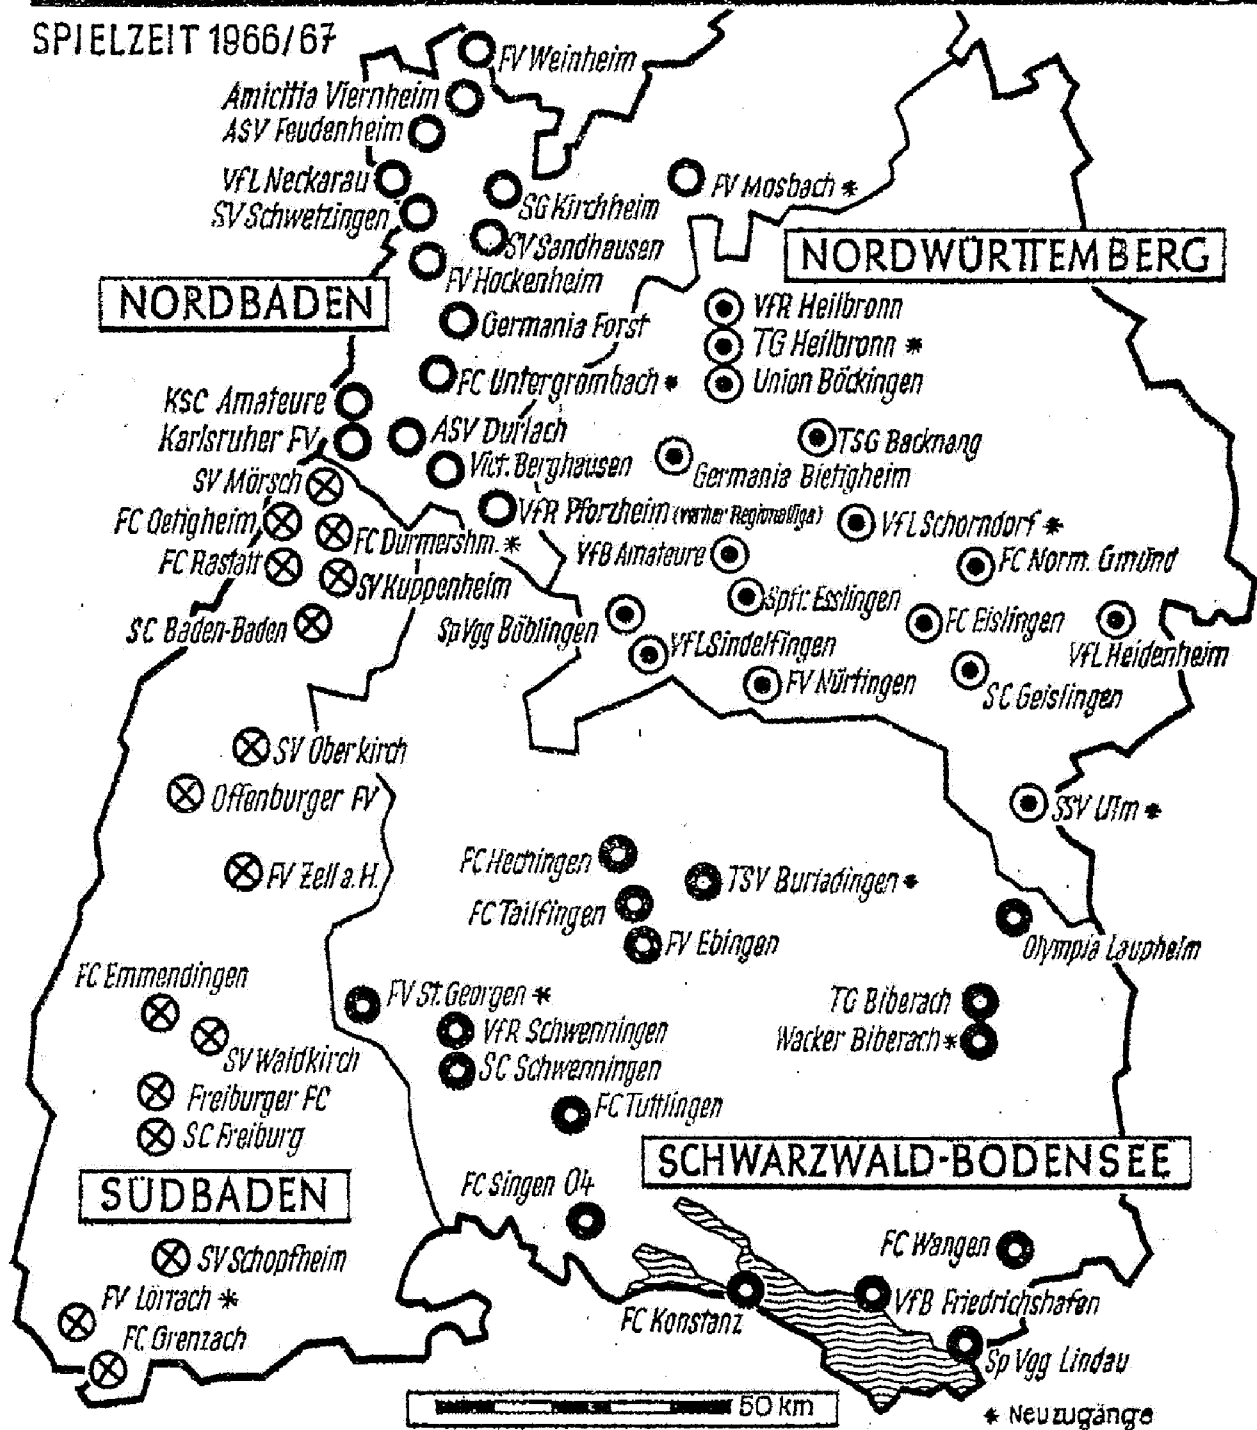 SPIELZEIT 1966/67
FV Weinheim
Amicitia Viernheim
ASV Feudenheim
VfL Neckarau
SV Schwetzingen
SG Kirchheim
FV Mosbach *
SV Sandhausen
FV Hockenheim
NORDWÜRTTEMBERG
NORDBADEN
Germania Forst
VfR Heilbronn
TG Heilbronn *
Union Böckingen
FC Untergrombach *
KSC Amateure
Karlsruher FV
ASV Durlach
Vict. Berghausen
TSG Backnang
Germania Bietigheim
SV Mörsch
FC Oetigheim
VfR Pforzheim (vorher Regionalliga)
VfL Schorndorf *
FC Durmershm. *
FC Rastatt
VfB Amateure
FC Norm. Gmünd
SV Kuppenheim
Spfr. Esslingen
SC Baden-Baden
SpVgg Böblingen
FC Eislingen
VfL Sindelfingen
VfL Heidenheim
FV Nürtingen
SC Geislingen
SV Oberkirch
Offenburger FV
SSV Ulm *
FC Hechingen
FV Zell a. H.
TSV Burladingen *
FC Tailfingen
FV Ebingen
Olympia Laupheim
FC Emmendingen
FV St. Georgen *
TG Biberach
VfR Schwenningen
Wacker Biberach *
SV Waldkirch
SC Schwenningen
Freiburger FC
FC Tuttlingen
SC Freiburg
SCHWARZWALD-BODENSEE
SÜDBADEN
FC Singen 04
SV Schopfheim
FC Wangen
FV Lörrach *
VfB Friedrichshafen
FC Konstanz
FC Grenzach
Sp Vgg Lindau
50 km
* Neuzugänge